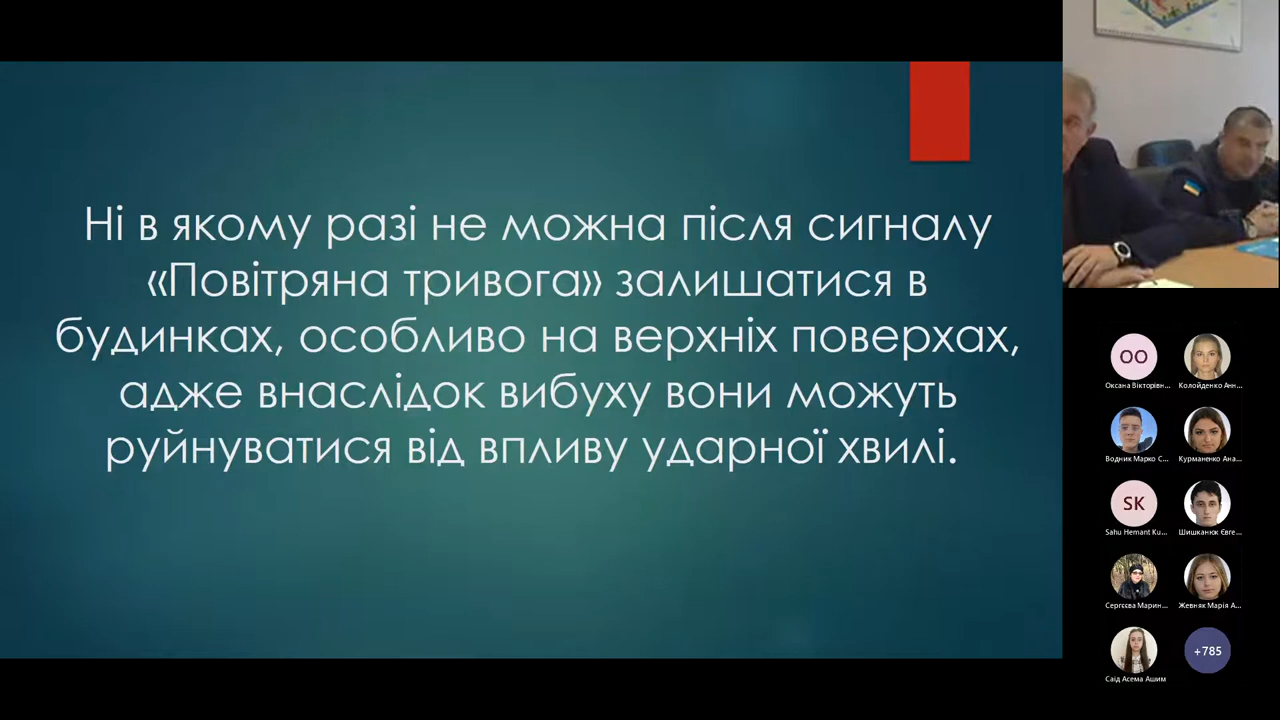 Ні в якому разі не можна після сигналу
«Повітряна тривога» залишатися в
будинках, особливо на верхніх поверхах,
адже внаслідок вибуху вони можуть
руйнуватися від впливу ударної хвилі.
OO
Оксана Вікторівн...
Колойденко Анн...
Водник Марко С...
Курманенко Ана...
SK
Sahu Hemant Ku...
Шишканюк Євге...
Сергєєва Марин...
Жевняк Марія А...
Саід Асема Ашим
+785